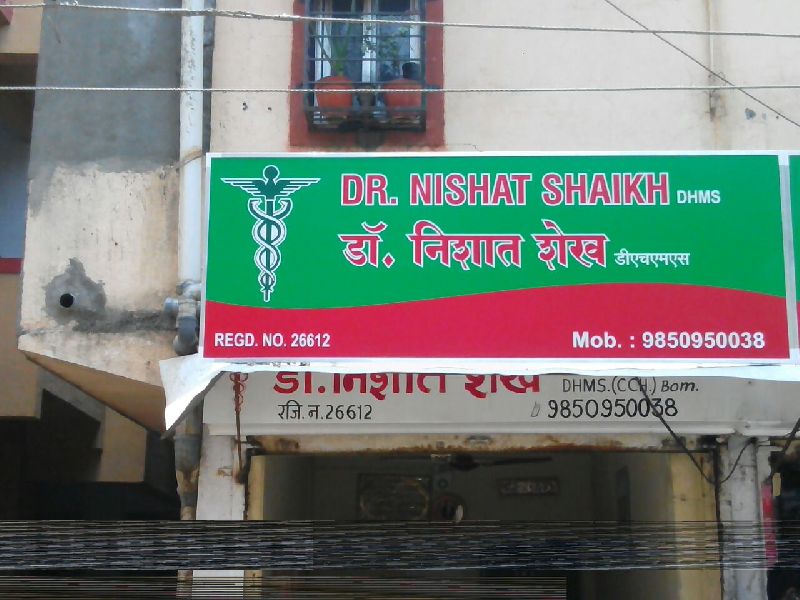 DR. NISHAT SHAIKH DHMS
डॉ. निशात शेख डीएचएमएस
REGD. NO. 26612 Mob. : 9850950038
डॉ. निशात शेख DHMS.(CCH.) Bom.
रजि. न. 26612 9850950038